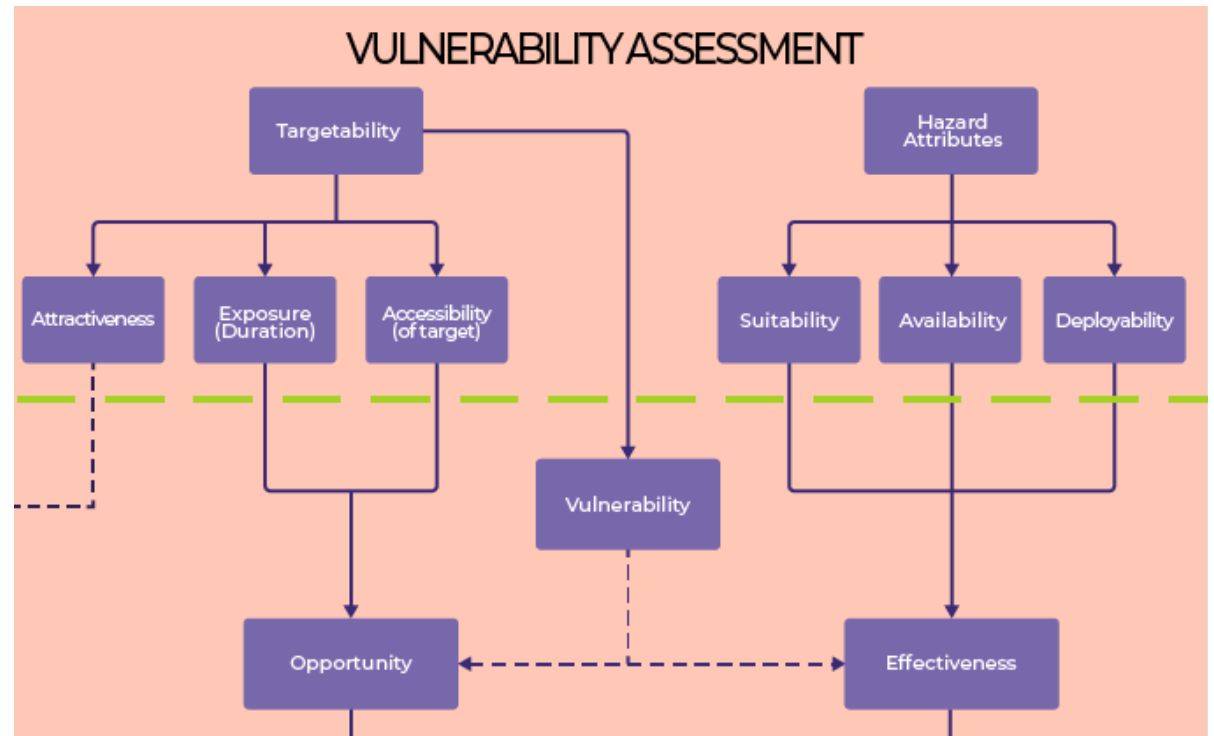 VULNERABILITY ASSESSMENT
Targetability
Hazard
Attributes
Attractiveness
Exposure
(Duration)
Accessibility
(of target)
Suitability
Availability
Deployability
Vulnerability
Opportunity
Effectiveness